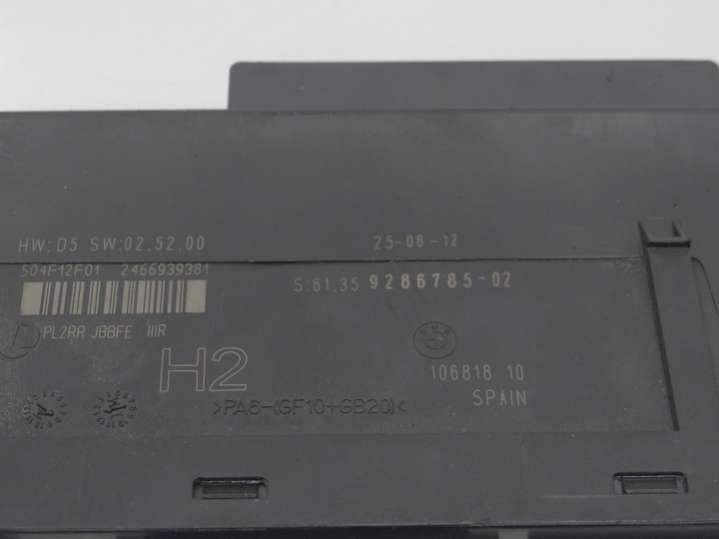 HW:D5 SW:02.52.00
25-08-12
S04F12F01 2466939381
S:61.35 9286785-02
PL2RR JBBFE IIIR
H2
106818 10
>PA6-(GF10+GB20)<
SPAIN